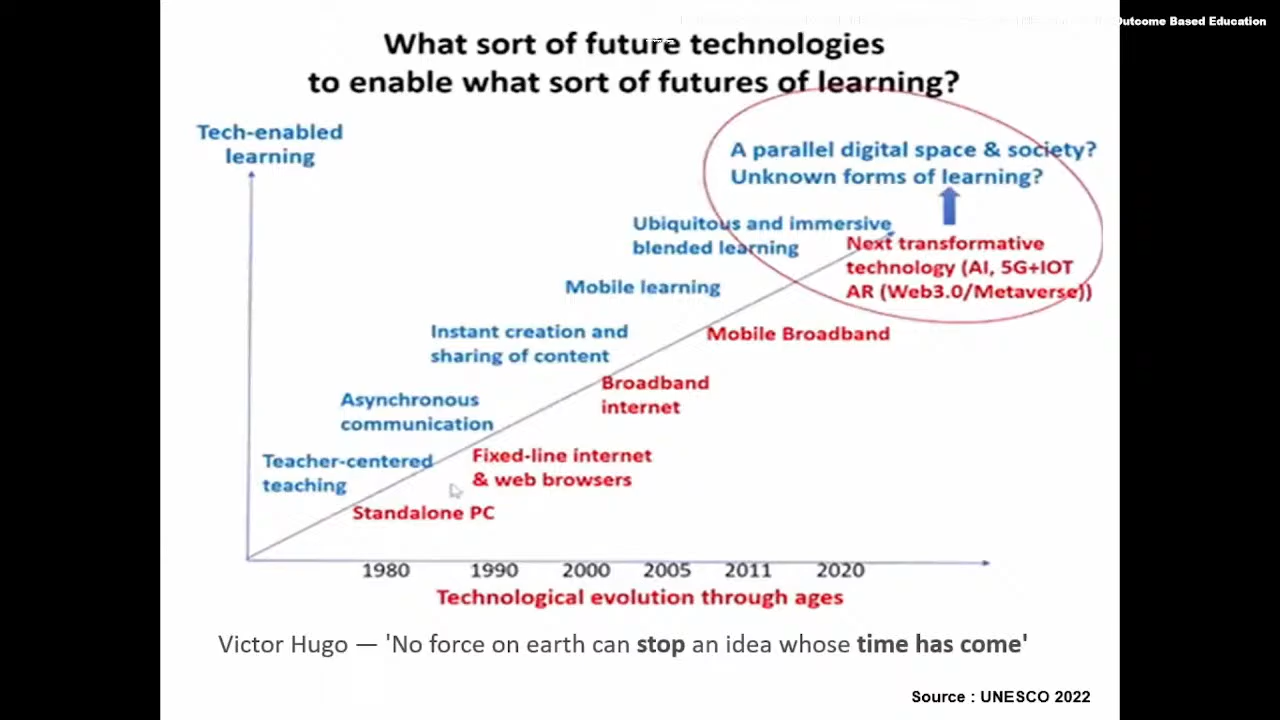 Outcome Based Education
What sort of future technologies
to enable what sort of futures of learning?
Tech-enabled
learning
A parallel digital space & society?
Unknown forms of learning?
Ubiquitous and immersive
blended learning
Next transformative
technology (AI, 5G+IOT
AR (Web3.0/Metaverse))
Mobile learning
Mobile Broadband
Instant creation and
sharing of content
Broadband
internet
Asynchronous
communication
Fixed-line internet
& web browsers
Teacher-centered
teaching
Standalone PC
1980 1990 2000 2005 2011 2020
Technological evolution through ages
Victor Hugo — 'No force on earth can stop an idea whose time has come'
Source : UNESCO 2022